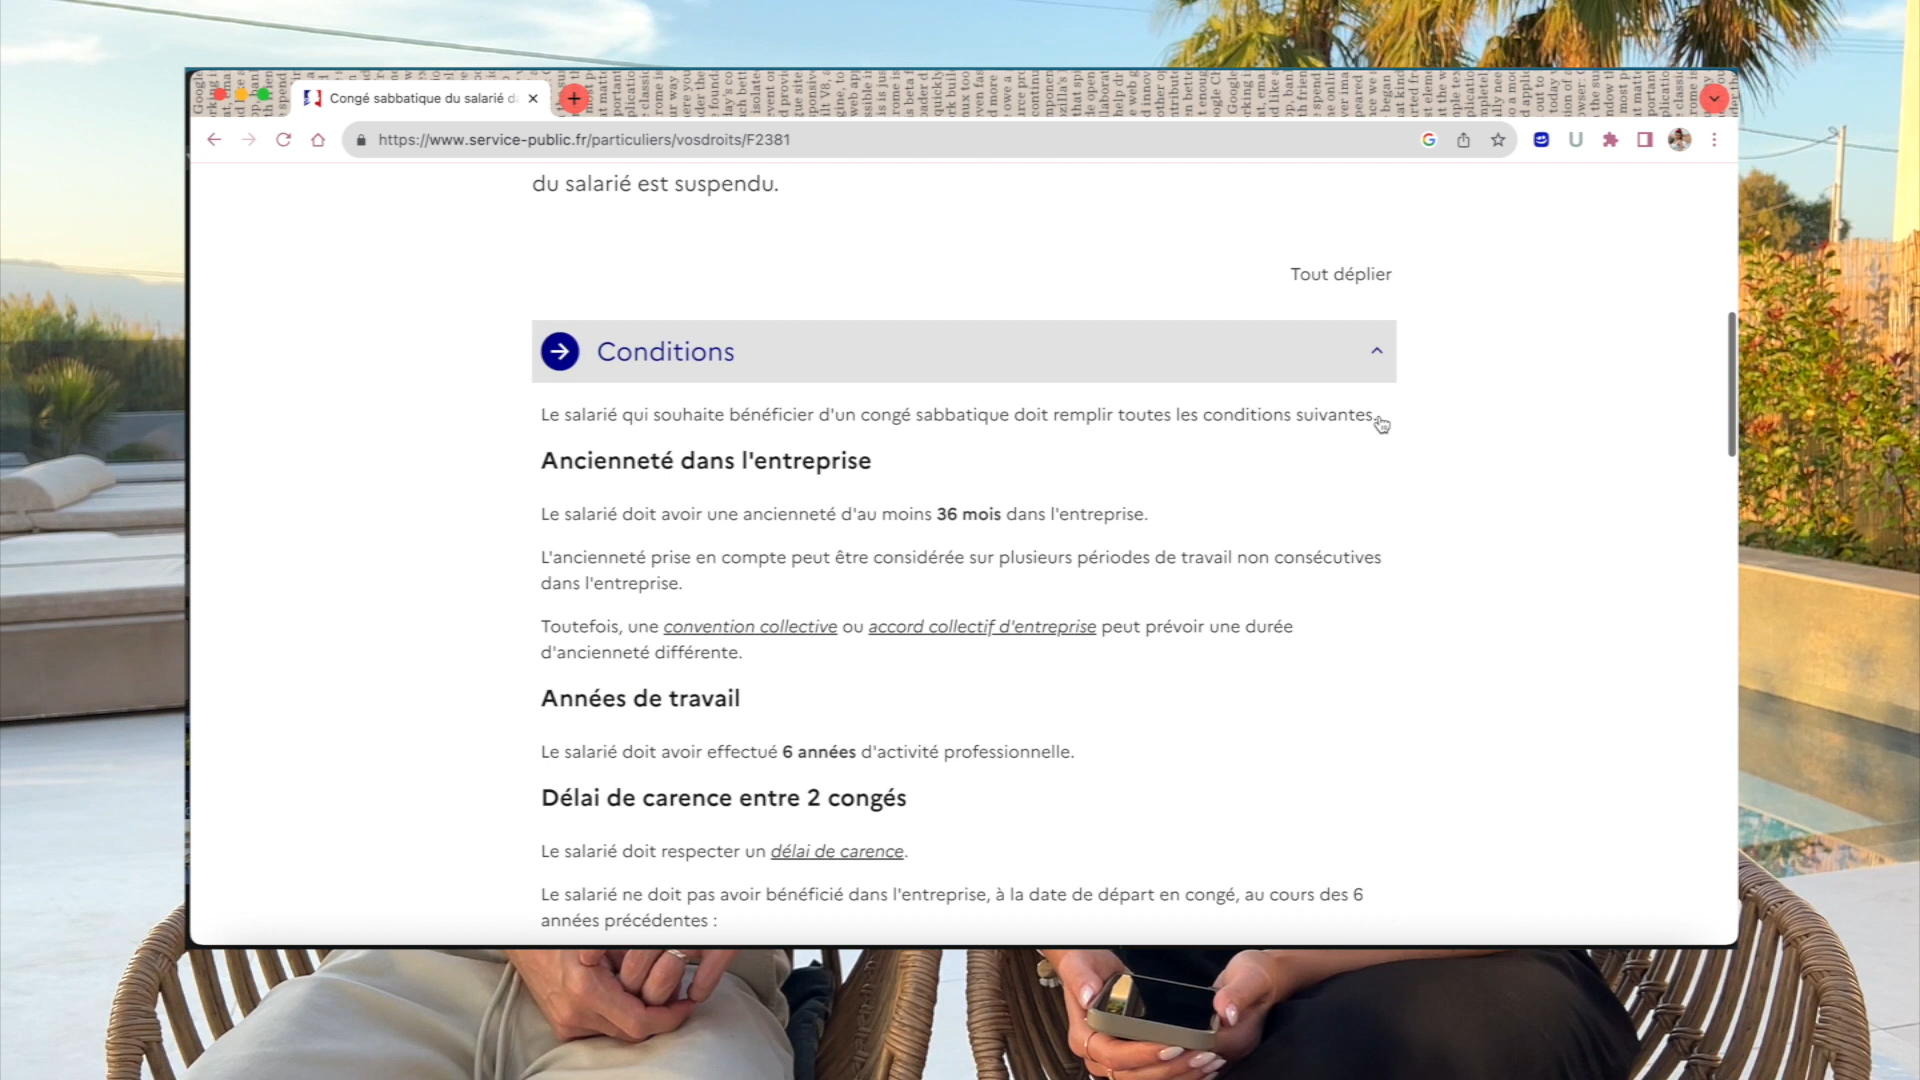 Congé sabbatique du salarié d
https://www.service-public.fr/particuliers/vosdroits/F2381
du salarié est suspendu.
Tout déplier
Conditions
Le salarié qui souhaite bénéficier d'un congé sabbatique doit remplir toutes les conditions suivantes.
Ancienneté dans l'entreprise
Le salarié doit avoir une ancienneté d'au moins 36 mois dans l'entreprise.
L'ancienneté prise en compte peut être considérée sur plusieurs périodes de travail non consécutives
dans l'entreprise.
Toutefois, une convention collective ou accord collectif d'entreprise peut prévoir une durée
d'ancienneté différente.
Années de travail
Le salarié doit avoir effectué 6 années d'activité professionnelle.
Délai de carence entre 2 congés
Le salarié doit respecter un délai de carence.
Le salarié ne doit pas avoir bénéficié dans l'entreprise, à la date de départ en congé, au cours des 6
années précédentes :